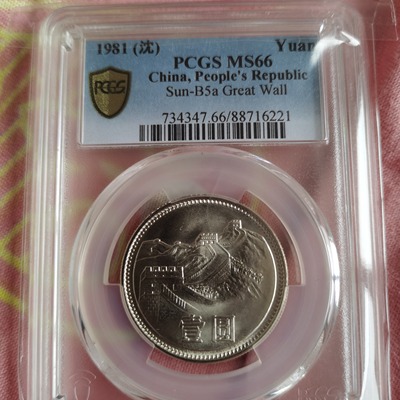 1981 (沈) Yuan
PCGS MS66
China, People's Republic
Sun-B5a Great Wall
734347.66/88716221
PCGS
壹圆